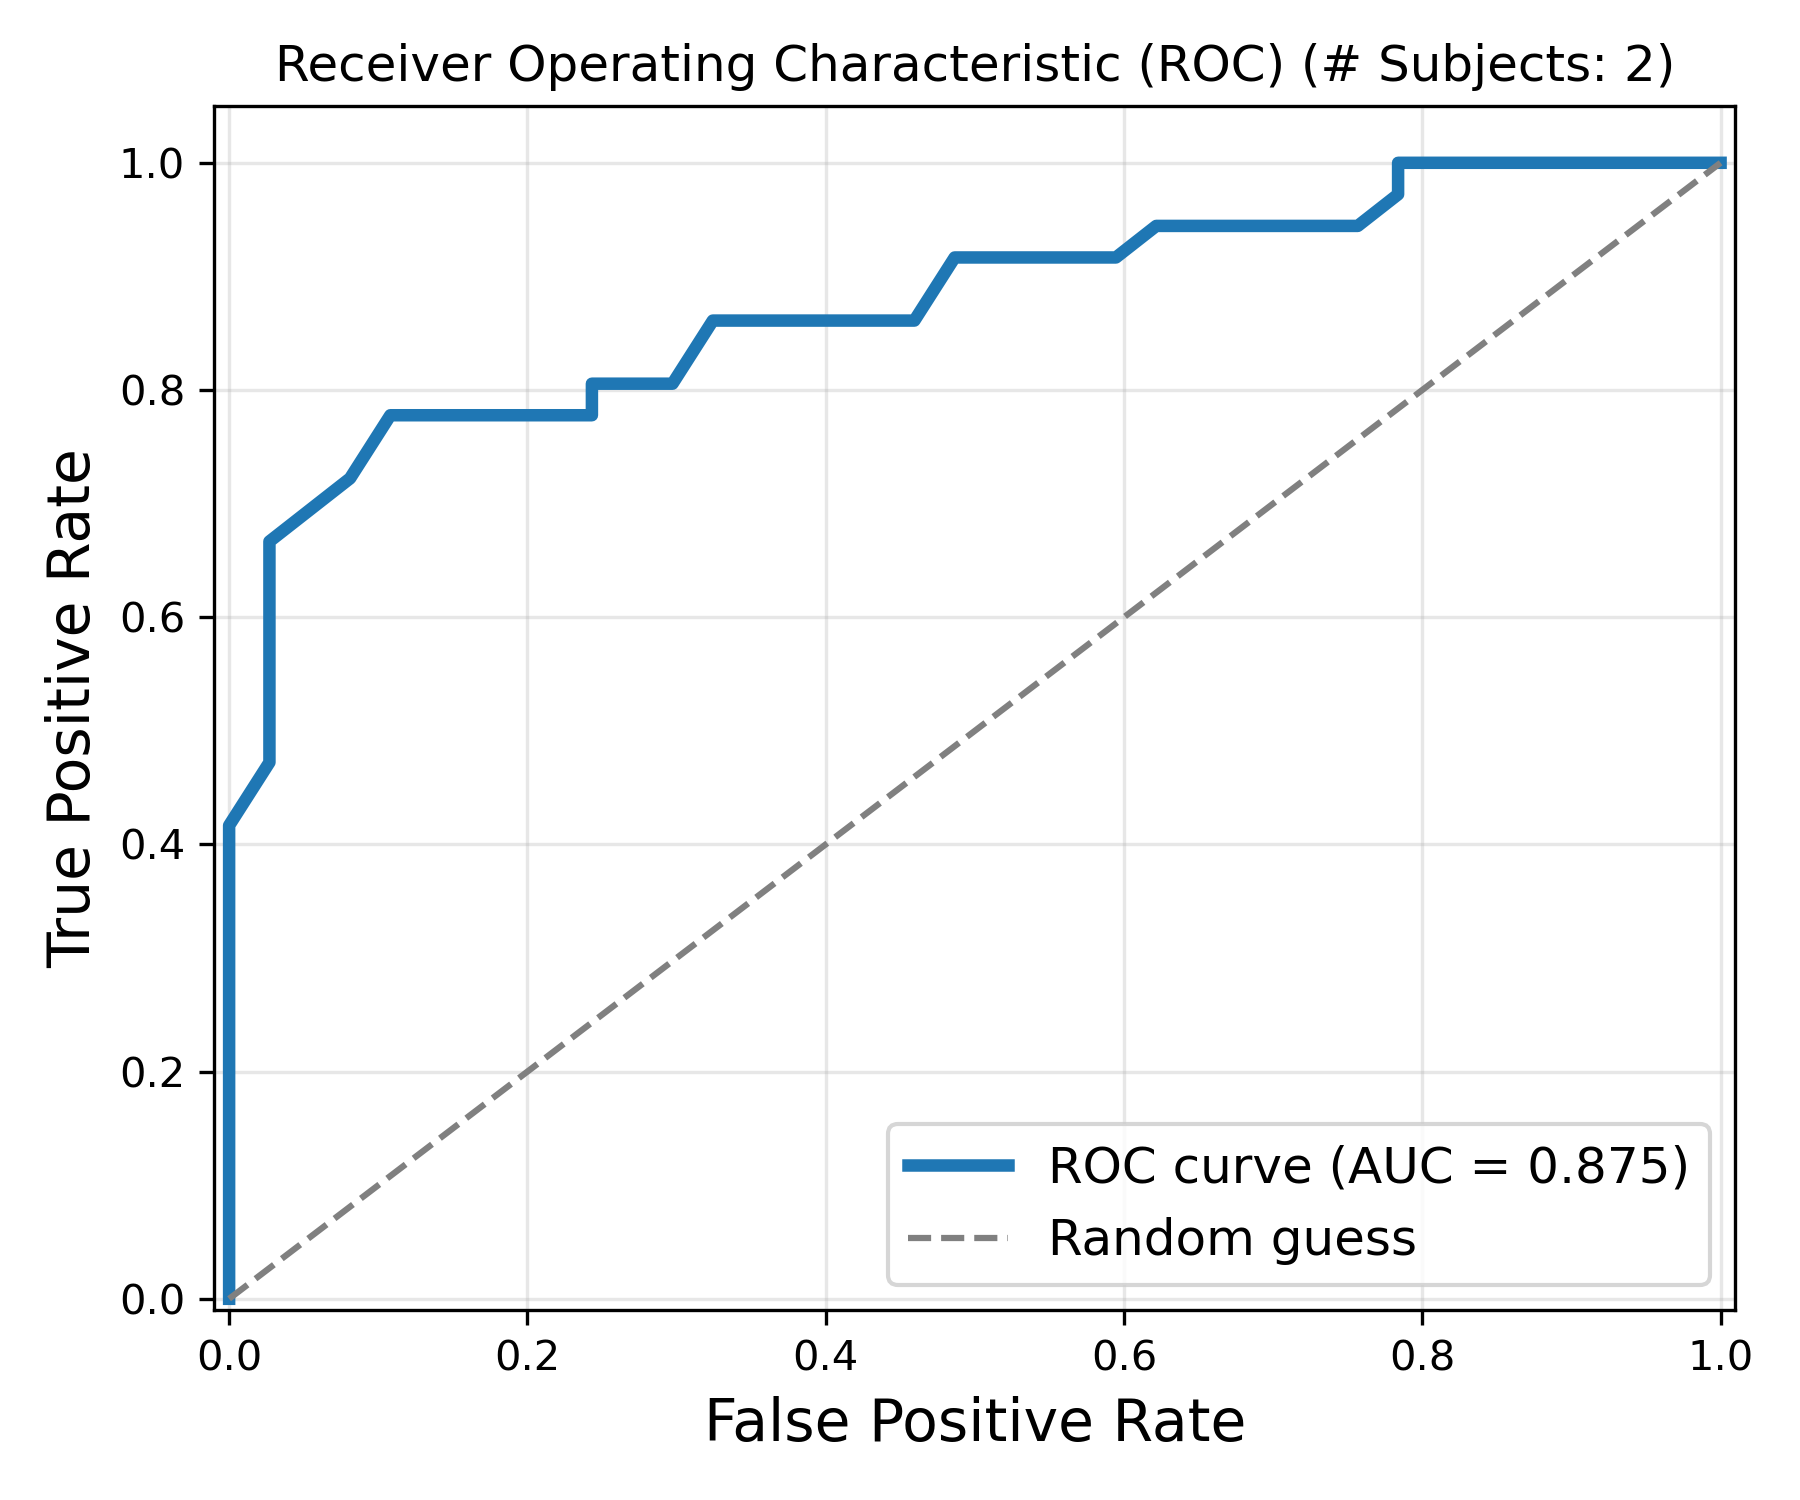 Receiver Operating Characteristic (ROC) (# Subjects: 2)
True Positive Rate
1.0
0.8
0.6
0.4
0.2
0.0
ROC curve (AUC = 0.875)
Random guess
0.0 0.2 0.4 0.6 0.8 1.0
False Positive Rate